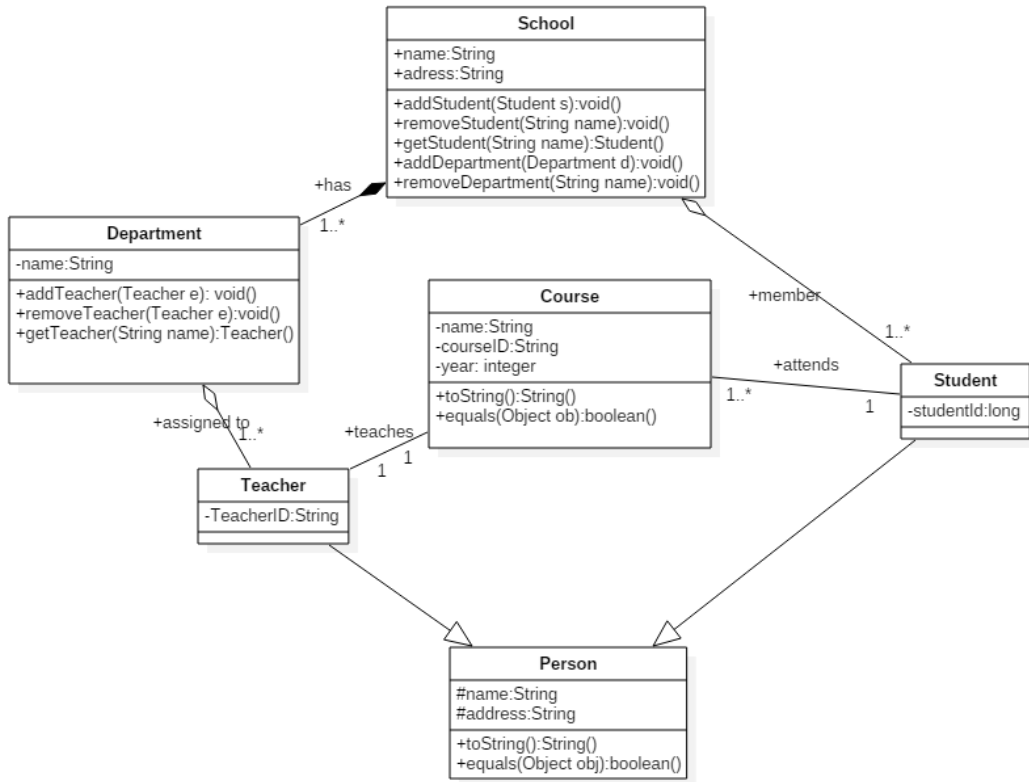 School
+name:String
+adress:String
+addStudent(Student s):void()
+removeStudent(String name):void()
+getStudent(String name):Student()
+addDepartment(Department d):void()
+removeDepartment(String name):void()
+has
1..*
Department
-name:String
+addTeacher(Teacher e): void()
+removeTeacher(Teacher e):void()
+getTeacher(String name):Teacher()
Course
-name:String
-courseID:String
-year: integer
+toString():String()
+equals(Object ob):boolean()
+member
1..*
+attends
1..*
1
Student
-studentId:long
+assigned to
1..*
+teaches
1
1
Teacher
-TeacherID:String
Person
#name:String
#address:String
+toString():String()
+equals(Object obj):boolean()